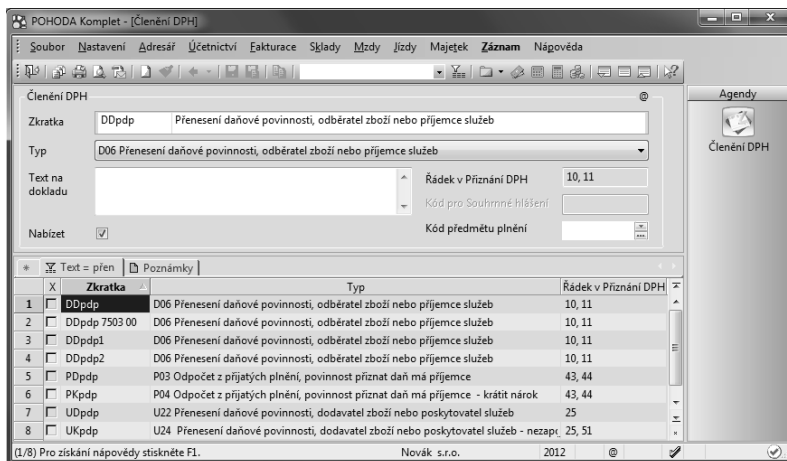 POHODA Komplet - [Členění DPH]
Soubor Nastavení Adresář Účetnictví Fakturace Sklady Mzdy Jízdy Majetek Záznam Nápověda
Členění DPH @
Agendy
Zkratka DDpdp Přenesení daňové povinnosti, odběratel zboží nebo příjemce služeb
Členění DPH
Typ D06 Přenesení daňové povinnosti, odběratel zboží nebo příjemce služeb
Text na dokladu
Řádek v Přiznání DPH 10, 11
Kód pro Souhrnné hlášení
Kód předmětu plnění
Nabízet
* Text = přen Poznámky
X Zkratka Typ Řádek v Přiznání DPH
1 DDpdp D06 Přenesení daňové povinnosti, odběratel zboží nebo příjemce služeb 10, 11
2 DDpdp 7503 00 D06 Přenesení daňové povinnosti, odběratel zboží nebo příjemce služeb 10, 11
3 DDpdp1 D06 Přenesení daňové povinnosti, odběratel zboží nebo příjemce služeb 10, 11
4 DDpdp2 D06 Přenesení daňové povinnosti, odběratel zboží nebo příjemce služeb 10, 11
5 PDpdp P03 Odpočet z přijatých plnění, povinnost přiznat daň má příjemce 43, 44
6 PKpdp P04 Odpočet z přijatých plnění, povinnost přiznat daň má příjemce - krátit nárok 43, 44
7 UDpdp U22 Přenesení daňové povinnosti, dodavatel zboží nebo poskytovatel služeb 25
8 UKpdp U24 Přenesení daňové povinnosti, dodavatel zboží nebo poskytovatel služeb - nezapo 25, 51
(1/8) Pro získání nápovědy stiskněte F1. Novák s.r.o. 2012 @